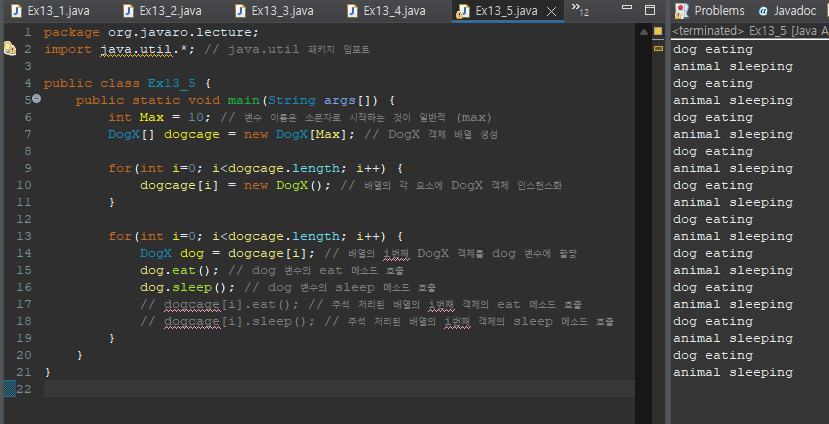 Ex13_1.java Ex13_2.java Ex13_3.java Ex13_4.java Ex13_5.java 12 Problems Javadoc
<terminated> Ex13_5 [Java A
1 package org.javaro.lecture;
2 import java.util.*; // java.util 패키지 임포트
3
4 public class Ex13_5 {
5 public static void main(String args[]) {
6 int Max = 10; // 변수 이름은 소문자로 시작하는 것이 일반적 (max)
7 DogX[] dogcage = new DogX[Max]; // DogX 객체 배열 생성
8
9 for(int i=0; i<dogcage.length; i++) {
10 dogcage[i] = new DogX(); // 배열의 각 요소에 DogX 객체 인스턴스화
11 }
12
13 for(int i=0; i<dogcage.length; i++) {
14 DogX dog = dogcage[i]; // 배열의 i번째 DogX 객체를 dog 변수에 할당
15 dog.eat(); // dog 변수의 eat 메소드 호출
16 dog.sleep(); // dog 변수의 sleep 메소드 호출
17 // dogcage[i].eat(); // 주석 처리된 배열의 i번째 객체의 eat 메소드 호출
18 // dogcage[i].sleep(); // 주석 처리된 배열의 i번째 객체의 sleep 메소드 호출
19 }
20 }
21 }
22
dog eating
animal sleeping
dog eating
animal sleeping
dog eating
animal sleeping
dog eating
animal sleeping
dog eating
animal sleeping
dog eating
animal sleeping
dog eating
animal sleeping
dog eating
animal sleeping
dog eating
animal sleeping
dog eating
animal sleeping